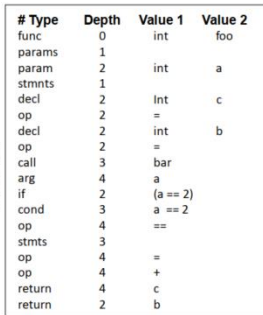 # Type Depth Value 1 Value 2
func 0 int foo
params 1
param 2 int a
stmnts 1
decl 2 Int c
op 2 =
decl 2 int b
op 2 =
call 3 bar
arg 4 a
if 2 (a == 2)
cond 3 a == 2
op 4 ==
stmts 3
op 4 =
op 4 +
return 4 c
return 2 b